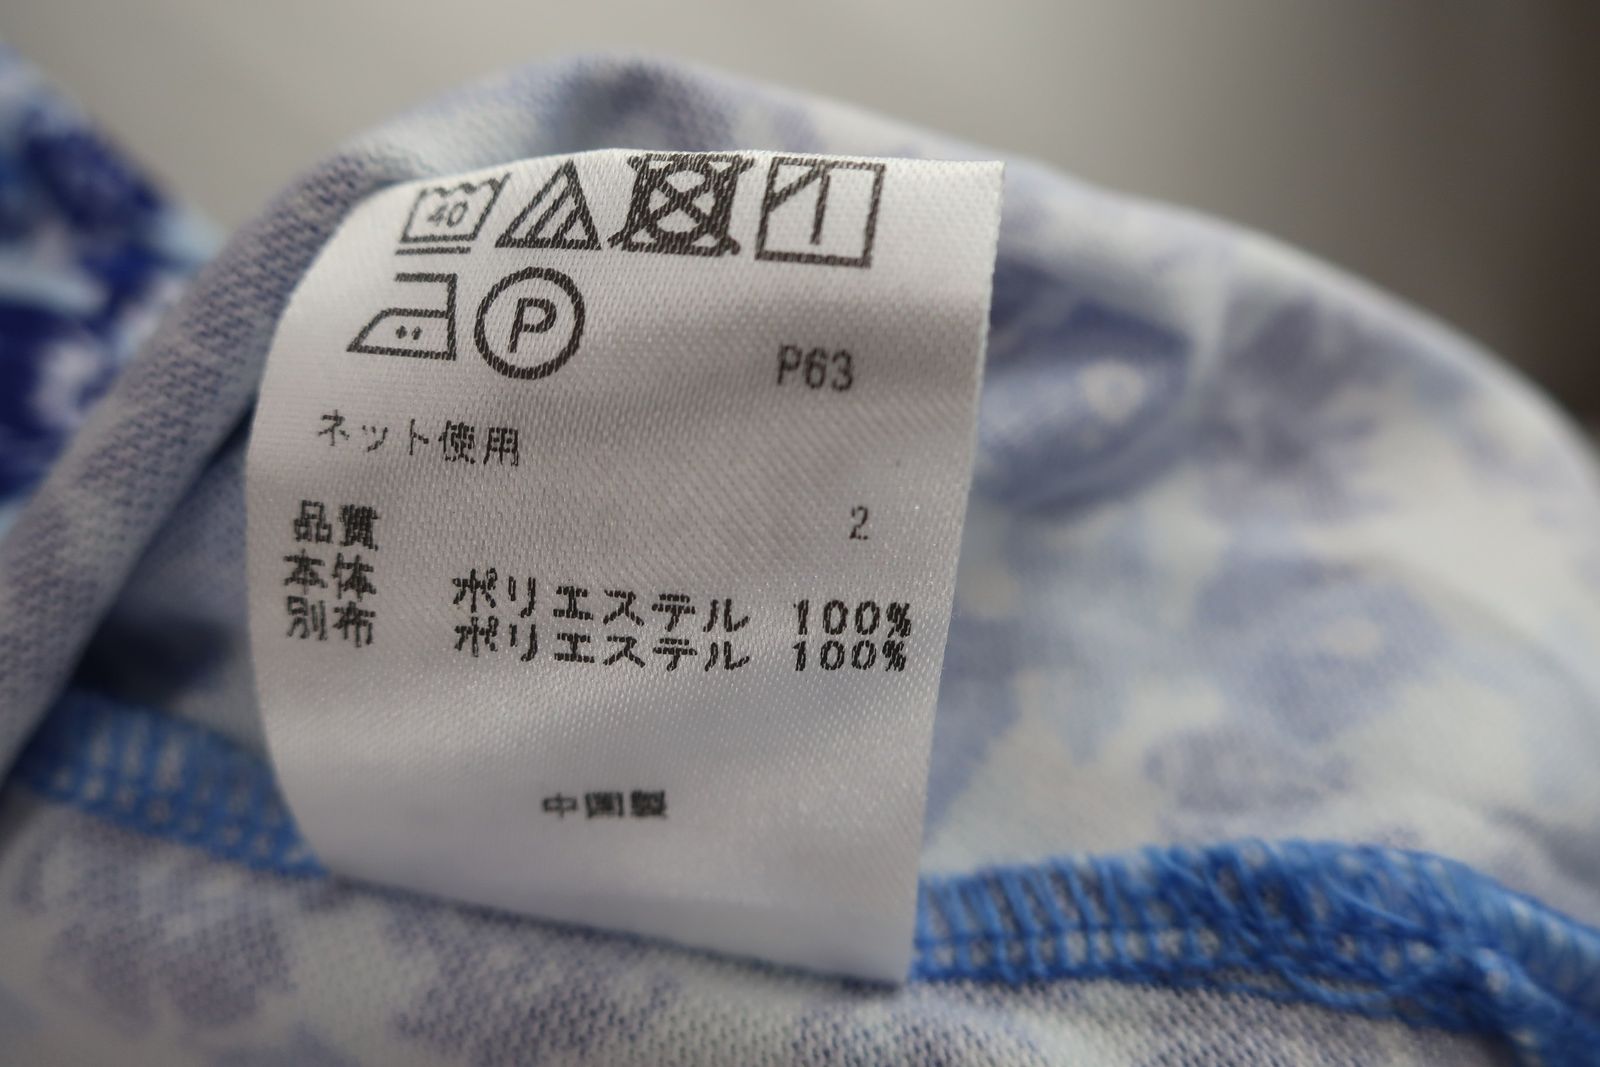 40
P P63
ネット使用
品質 2
本体 ポリエステル 100%
別布 ポリエステル 100%
中国製